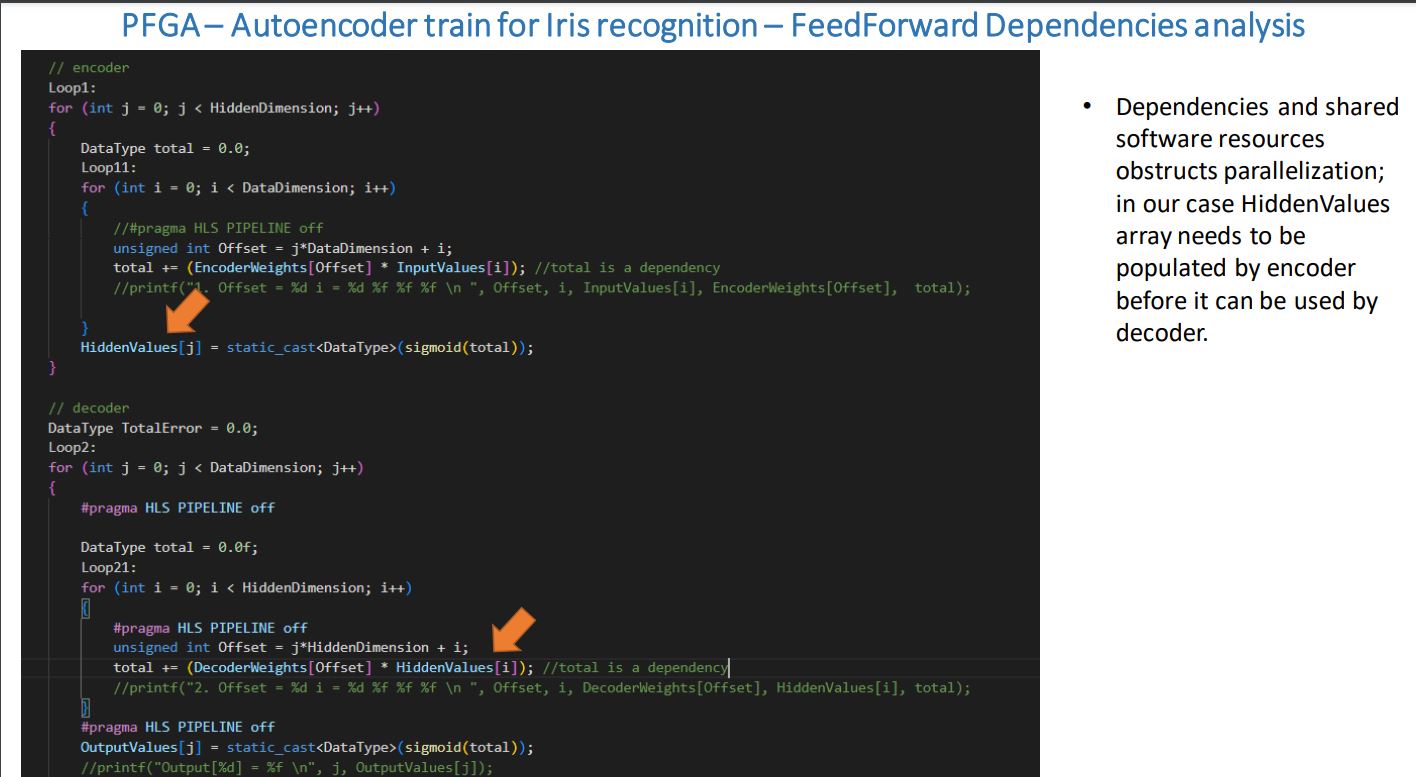 PFGA – Autoencoder train for Iris recognition – FeedForward Dependencies analysis
// encoder
Loop1:
for (int j = 0; j < HiddenDimension; j++)
{
DataType total = 0.0;
Loop11:
for (int i = 0; i < DataDimension; i++)
{
//#pragma HLS PIPELINE off
unsigned int Offset = j*DataDimension + i;
total += (EncoderWeights[Offset] * InputValues[i]); //total is a dependency
//printf("1. Offset = %d i = %d %f %f %f \n ", Offset, i, InputValues[i], EncoderWeights[Offset],  total);
}
HiddenValues[j] = static_cast<DataType>(sigmoid(total));
}
// decoder
DataType TotalError = 0.0;
Loop2:
for (int j = 0; j < DataDimension; j++)
{
#pragma HLS PIPELINE off
DataType total = 0.0f;
Loop21:
for (int i = 0; i < HiddenDimension; i++)
{
#pragma HLS PIPELINE off
unsigned int Offset = j*HiddenDimension + i;
total += (DecoderWeights[Offset] * HiddenValues[i]); //total is a dependency
//printf("2. Offset = %d i = %d %f %f %f \n ", Offset, i, DecoderWeights[Offset], HiddenValues[i], total);
}
#pragma HLS PIPELINE off
OutputValues[j] = static_cast<DataType>(sigmoid(total));
//printf("Output[%d] = %f \n", j, OutputValues[j]);
• Dependencies and shared
software resources
obstructs parallelization;
in our case HiddenValues
array needs to be
populated by encoder
before it can be used by
decoder.